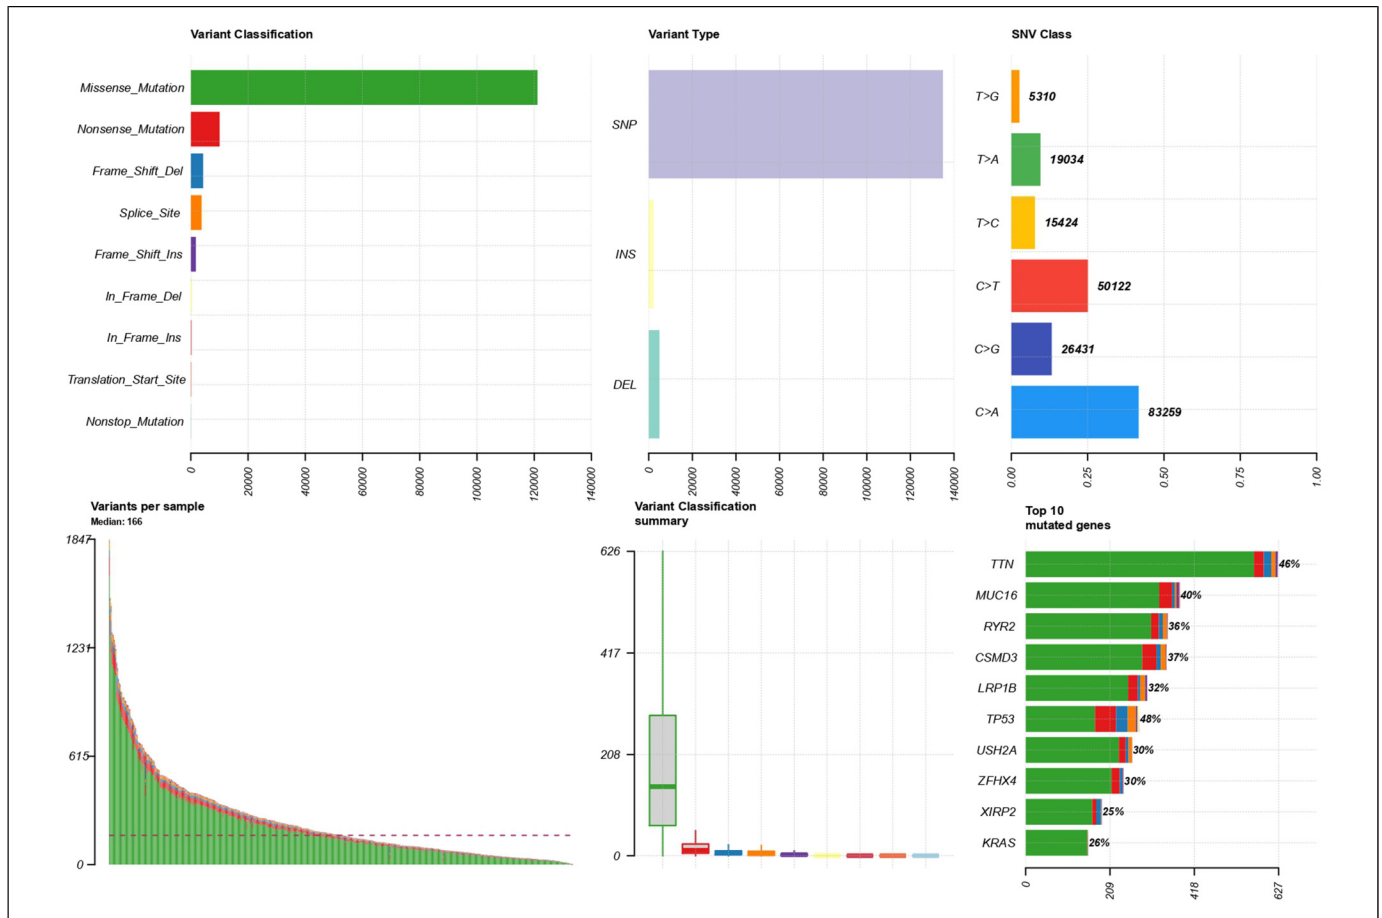 Variant Classification
Missense_Mutation
Nonsense_Mutation
Frame_Shift_Del
Splice_Site
Frame_Shift_Ins
In_Frame_Del
In_Frame_Ins
Translation_Start_Site
Nonstop_Mutation
0
20000
40000
60000
80000
100000
120000
140000
Variant Type
SNP
INS
DEL
0
20000
40000
60000
80000
100000
120000
140000
SNV Class
T>G 5310
T>A 19034
T>C 15424
C>T 50122
C>G 26431
C>A 83259
0.00
0.25
0.50
0.75
1.00
Variants per sample
Median: 166
1847
1231
615
0
Variant Classification
summary
626
417
208
0
Top 10
mutated genes
TTN 46%
MUC16 40%
RYR2 36%
CSMD3 37%
LRP1B 32%
TP53 48%
USH2A 30%
ZFHX4 30%
XIRP2 25%
KRAS 26%
0
209
418
627